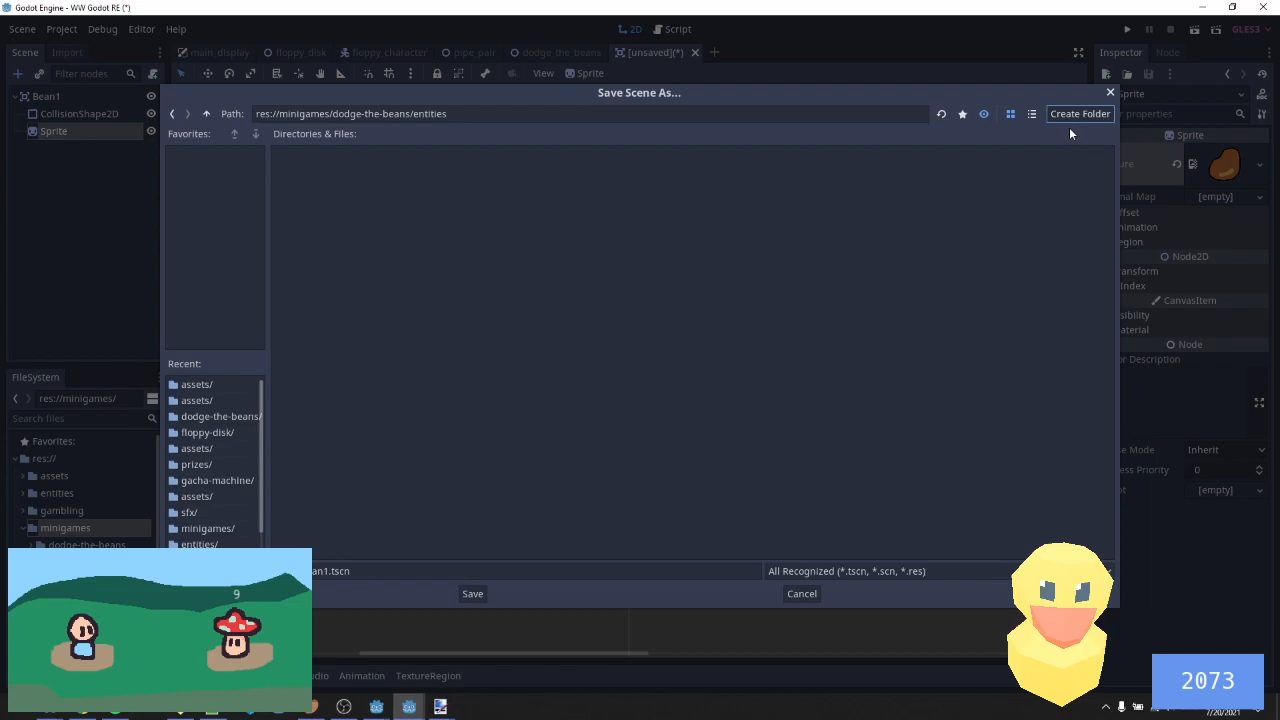 Godot Engine - WW Godot RE (*)
Scene Project Debug Editor Help
2D Script
GLES3
Scene Import
main_display floppy_disk floppy_character pipe_pair dodge_the_beans [unsaved](*)
Inspector Node
Filter nodes
View Sprite
Save Scene As...
Sprite
Bean1
CollisionShape2D
Sprite
Path: res://minigames/dodge-the-beans/entities
Create Folder
Favorites:
Directories & Files:
Sprite
[empty]
Node2D
CanvasItem
Node
Recent:
assets/
assets/
dodge-the-beans/
floppy-disk/
assets/
prizes/
gacha-machine/
assets/
sfx/
minigames/
entities/
FileSystem
res://minigames/
Search files
Favorites:
res://
assets
entities
gambling
minigames
dodge-the-beans
Inherit
0
[empty]
an1.tscn
All Recognized (*.tscn, *.scn, *.res)
Save
Cancel
9
Animation TextureRegion
2073
7/20/2021